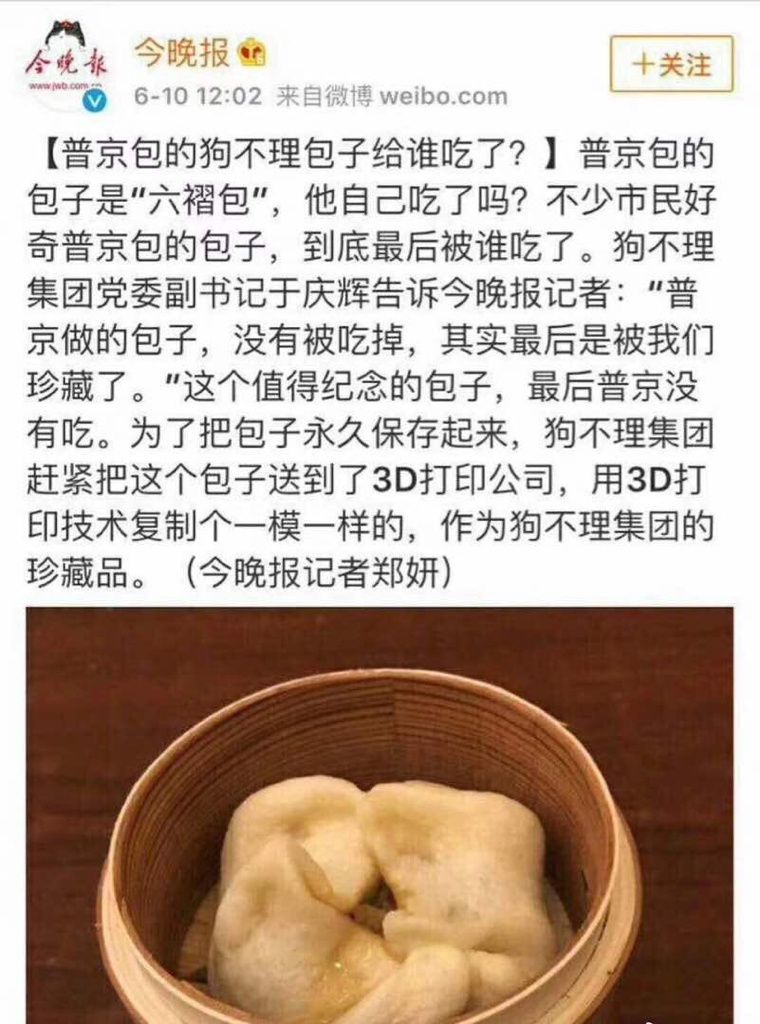 今晚报
www.jwb.com.cn
今晚报
+关注
6-10 12:02 来自微博 weibo.com
【普京包的狗不理包子给谁吃了？】普京包的
包子是"六褶包"，他自己吃了吗？不少市民好
奇普京包的包子，到底最后被谁吃了。狗不理
集团党委副书记于庆辉告诉今晚报记者："普
京做的包子，没有被吃掉，其实最后是被我们
珍藏了。"这个值得纪念的包子，最后普京没
有吃。为了把包子永久保存起来，狗不理集团
赶紧把这个包子送到了3D打印公司，用3D打
印技术复制个一模一样的，作为狗不理集团的
珍藏品。（今晚报记者郑妍）